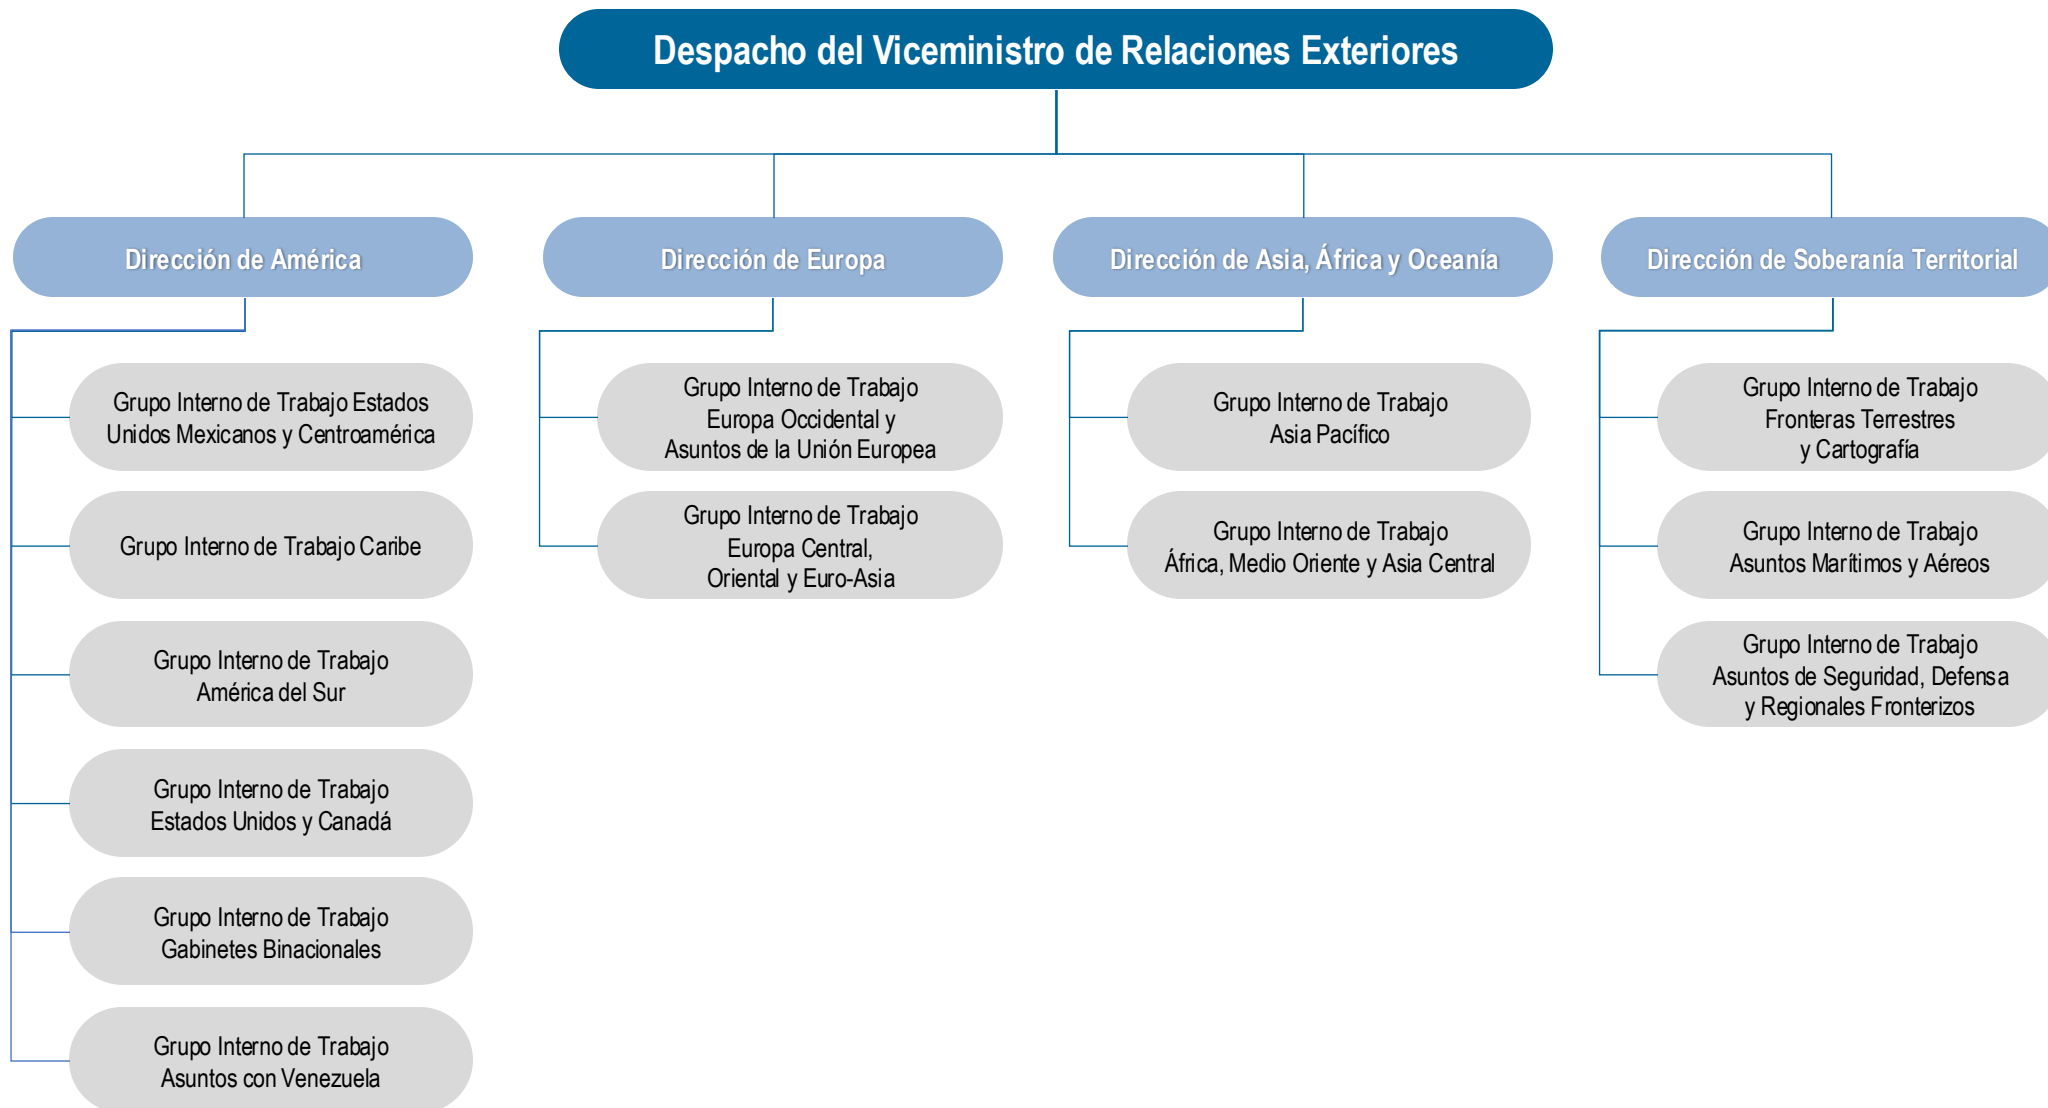 Despacho del Viceministro de Relaciones Exteriores
Dirección de América
Dirección de Europa
Dirección de Asia, África y Oceanía
Dirección de Soberanía Territorial
Grupo Interno de Trabajo Estados
Unidos Mexicanos y Centroamérica
Grupo Interno de Trabajo Caribe
Grupo Interno de Trabajo
América del Sur
Grupo Interno de Trabajo
Estados Unidos y Canadá
Grupo Interno de Trabajo
Gabinetes Binacionales
Grupo Interno de Trabajo
Asuntos con Venezuela
Grupo Interno de Trabajo
Europa Occidental y
Asuntos de la Unión Europea
Grupo Interno de Trabajo
Europa Central,
Oriental y Euro-Asia
Grupo Interno de Trabajo
Asia Pacífico
Grupo Interno de Trabajo
África, Medio Oriente y Asia Central
Grupo Interno de Trabajo
Fronteras Terrestres
y Cartografía
Grupo Interno de Trabajo
Asuntos Marítimos y Aéreos
Grupo Interno de Trabajo
Asuntos de Seguridad, Defensa
y Regionales Fronterizos